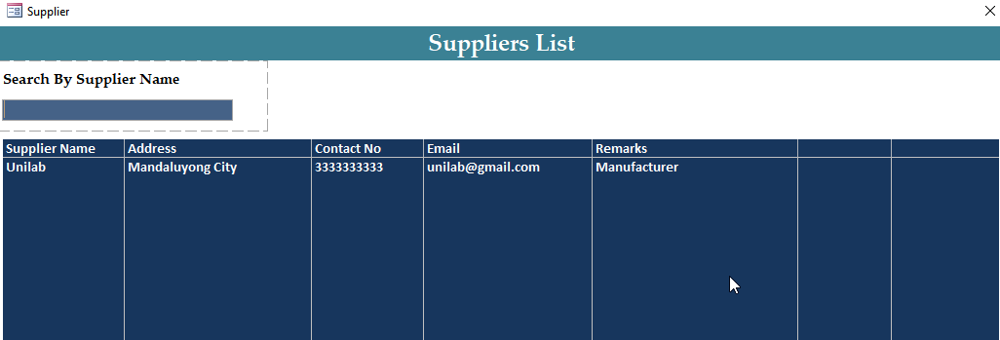 Supplier
Suppliers List
Search By Supplier Name
Supplier Name Address Contact No Email Remarks
Unilab Mandaluyong City 3333333333 unilab@gmail.com Manufacturer